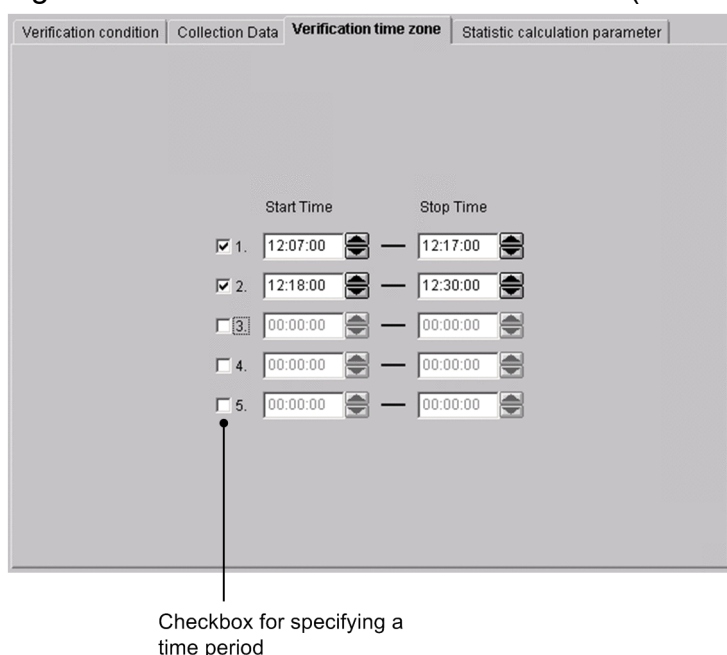 Verification condition Collection Data Verification time zone Statistic calculation parameter
Start Time Stop Time
1. 12:07:00 — 12:17:00
2. 12:18:00 — 12:30:00
3. 00:00:00 — 00:00:00
4. 00:00:00 — 00:00:00
5. 00:00:00 — 00:00:00
Checkbox for specifying a
time period